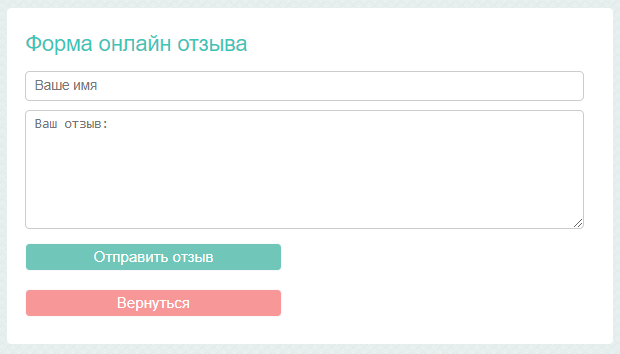 Форма онлайн отзыва
Ваше имя
Ваш отзыв:
Отправить отзыв
Вернуться